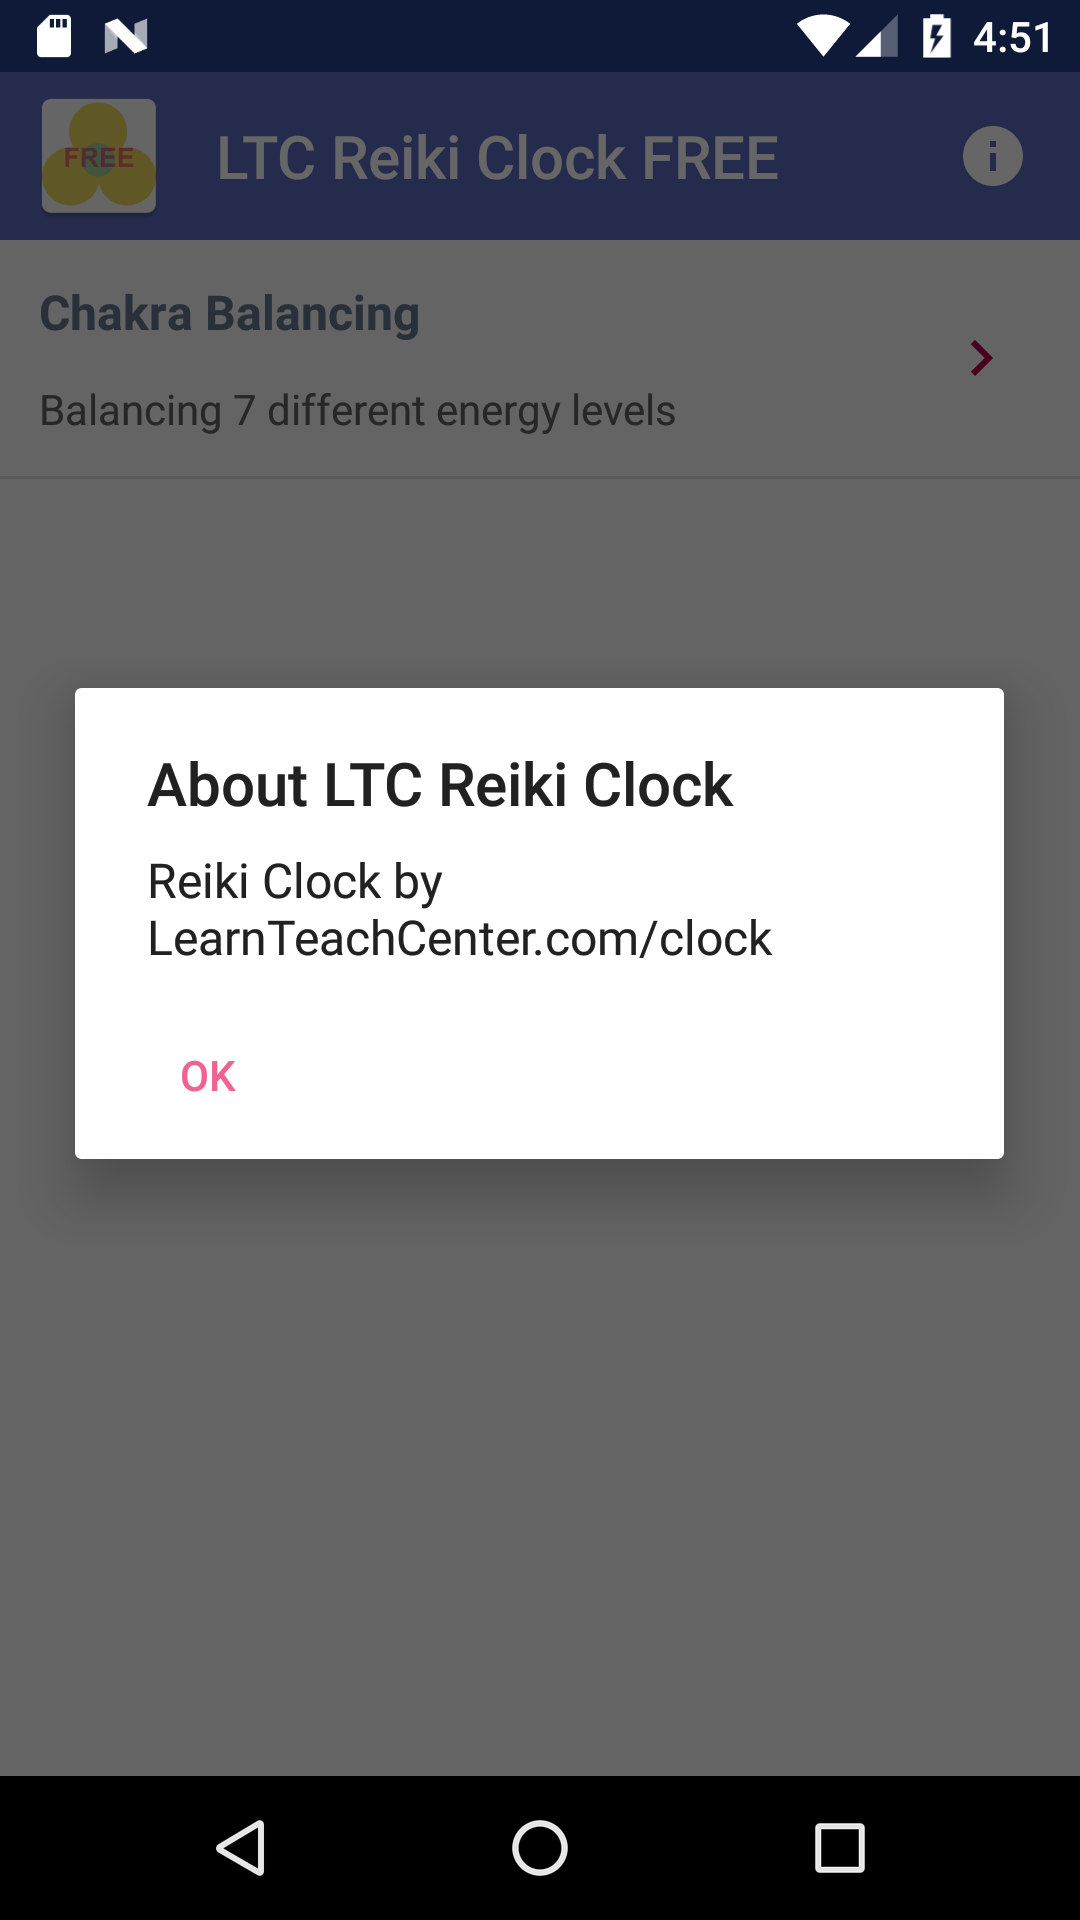 4:51
FREE
LTC Reiki Clock FREE
Chakra Balancing
Balancing 7 different energy levels
About LTC Reiki Clock
Reiki Clock by
LearnTeachCenter.com/clock
OK